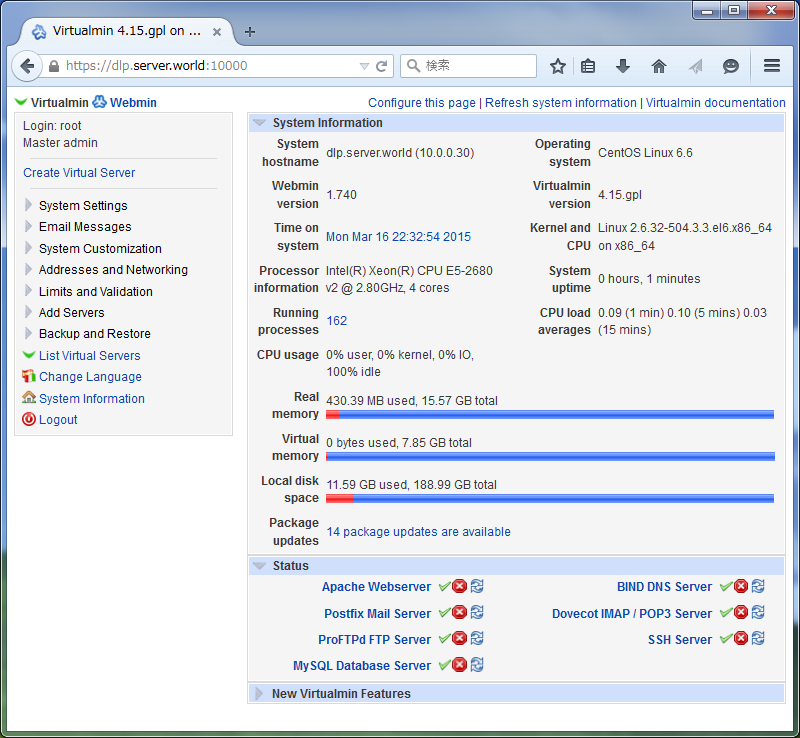 Virtualmin 4.15.gpl on ...
https://dlp.server.world:10000
検索
Virtualmin Webmin
Login: root
Master admin
Create Virtual Server
System Settings
Email Messages
System Customization
Addresses and Networking
Limits and Validation
Add Servers
Backup and Restore
List Virtual Servers
Change Language
System Information
Logout
Configure this page | Refresh system information | Virtualmin documentation
System Information
System
hostname
dlp.server.world (10.0.0.30)
Operating
system
CentOS Linux 6.6
Webmin
version
1.740
Virtualmin
version
4.15.gpl
Time on
system
Mon Mar 16 22:32:54 2015
Kernel and
CPU
Linux 2.6.32-504.3.3.el6.x86_64
on x86_64
Processor
information
Intel(R) Xeon(R) CPU E5-2680
v2 @ 2.80GHz, 4 cores
System
uptime
0 hours, 1 minutes
Running
processes
162
CPU load
averages
0.09 (1 min) 0.10 (5 mins) 0.03
(15 mins)
CPU usage
0% user, 0% kernel, 0% IO,
100% idle
Real
memory
430.39 MB used, 15.57 GB total
Virtual
memory
0 bytes used, 7.85 GB total
Local disk
space
11.59 GB used, 188.99 GB total
Package
updates
14 package updates are available
Status
Apache Webserver
BIND DNS Server
Postfix Mail Server
Dovecot IMAP / POP3 Server
ProFTPd FTP Server
SSH Server
MySQL Database Server
New Virtualmin Features